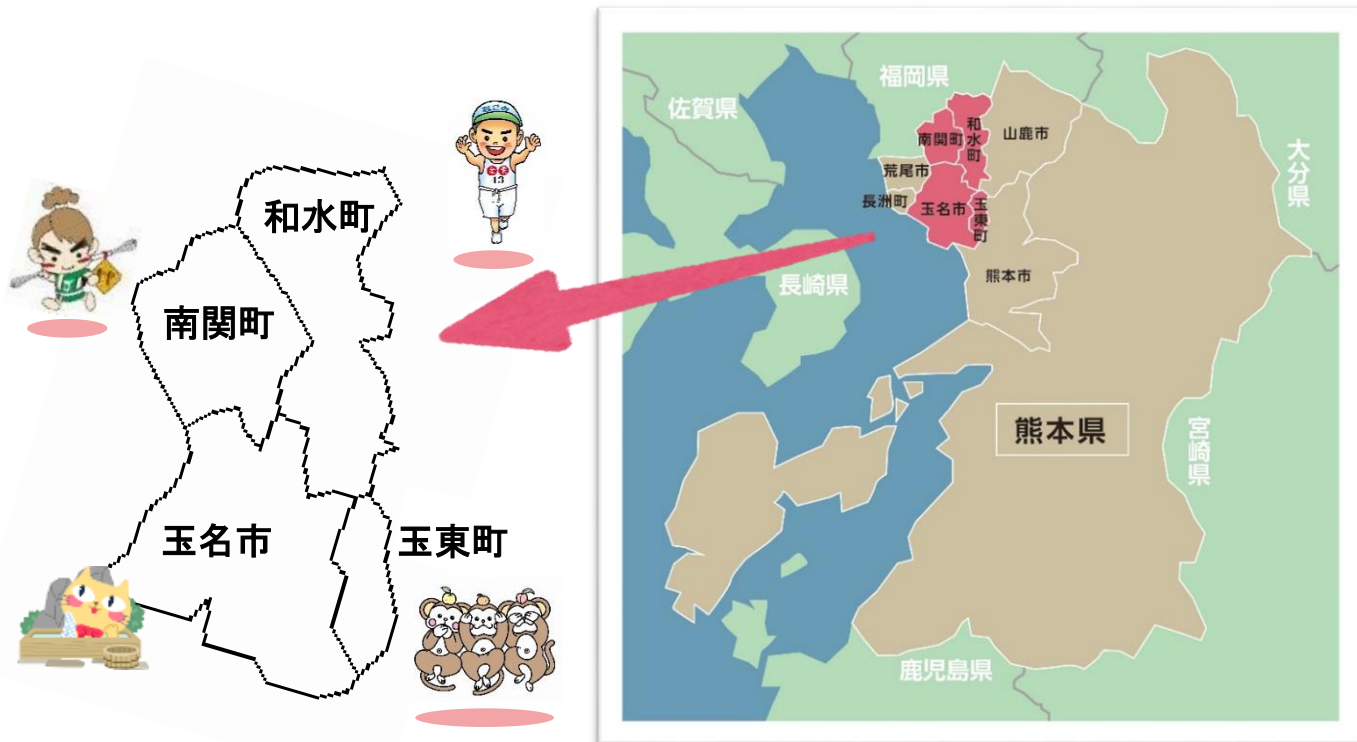 和水町
南関町
玉名市
玉東町
13
福岡県
佐賀県
山鹿市
和水町
南関町
荒尾市
長洲町
玉名市
玉東町
大分県
熊本市
長崎県
熊本県
宮崎県
鹿児島県